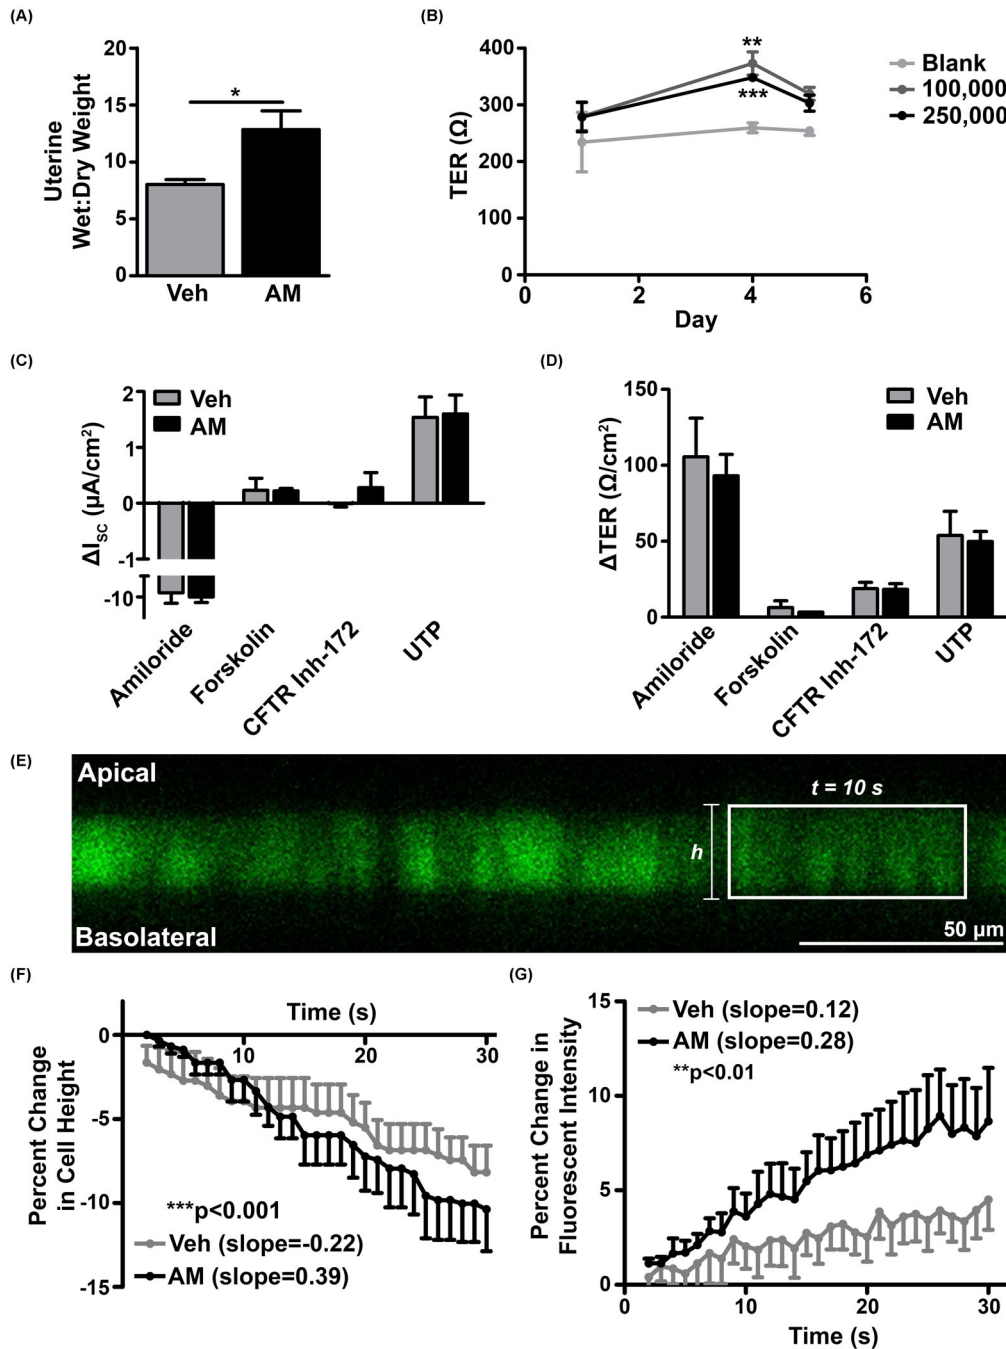 (A)
20
15
10
5
0
Uterine
Wet:Dry Weight
*
Veh
AM
(B)
400
300
200
100
0
TER (Ω)
**
***
0
2
4
6
Day
Blank
100,000
250,000
(C)
2
1
0
-1
-10
ΔISC (µA/cm²)
Veh
AM
Amiloride
Forskolin
CFTR Inh-172
UTP
(D)
150
100
50
0
ΔTER (Ω/cm²)
Veh
AM
Amiloride
Forskolin
CFTR Inh-172
UTP
(E)
Apical
t = 10 s
h
Basolateral
50 µm
(F)
Time (s)
0
-5
-10
-15
10
20
30
Percent Change
in Cell Height
***p<0.001
Veh (slope=-0.22)
AM (slope=0.39)
(G)
15
10
5
0
Percent Change in
Fluorescent Intensity
Veh (slope=0.12)
AM (slope=0.28)
**p<0.01
0
10
20
30
Time (s)